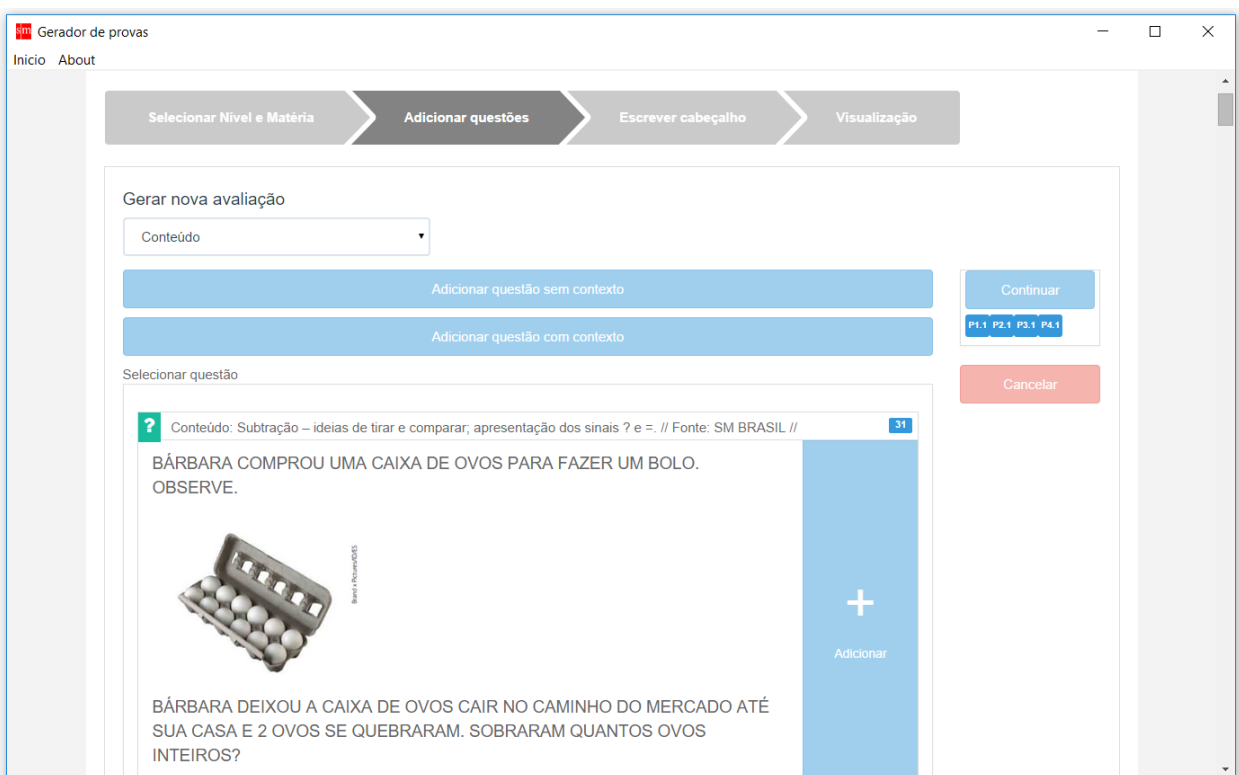 sm Gerador de provas
Inicio About
Selecionar Nível e Matéria Adicionar questões Escrever cabeçalho Visualização
Gerar nova avaliação
Conteúdo
Adicionar questão sem contexto
Continuar
P1.1 P2.1 P3.1 P4.1
Adicionar questão com contexto
Selecionar questão
Cancelar
? Conteúdo: Subtração – ideias de tirar e comparar; apresentação dos sinais ? e =. // Fonte: SM BRASIL // 31
BÁRBARA COMPROU UMA CAIXA DE OVOS PARA FAZER UM BOLO.
OBSERVE.
Brand x Pictures/ID/ES
+
Adicionar
BÁRBARA DEIXOU A CAIXA DE OVOS CAIR NO CAMINHO DO MERCADO ATÉ
SUA CASA E 2 OVOS SE QUEBRARAM. SOBRARAM QUANTOS OVOS
INTEIROS?